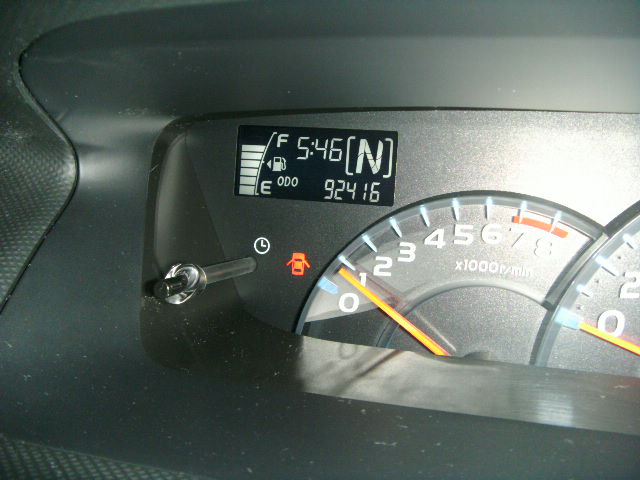 F 5:46 [N]
E ODO 92416
0 1 2 3 4 5 6 7 8
x1000r/min
0 2